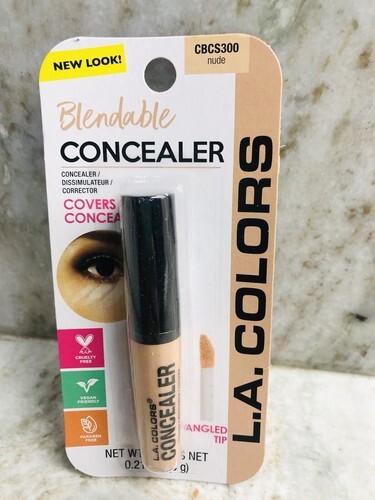 NEW LOOK!
CBCS300
nude
Blendable
CONCEALER
CONCEALER /
DISSIMULATEUR /
CORRECTOR
COVERS
CONCEA
CRUELTY
FREE
VEGAN
FRIENDLY
PARABEN
FREE
L.A. COLORS®
CONCEALER
ANGLED
TIP
NET
NET
L.A. COLORS